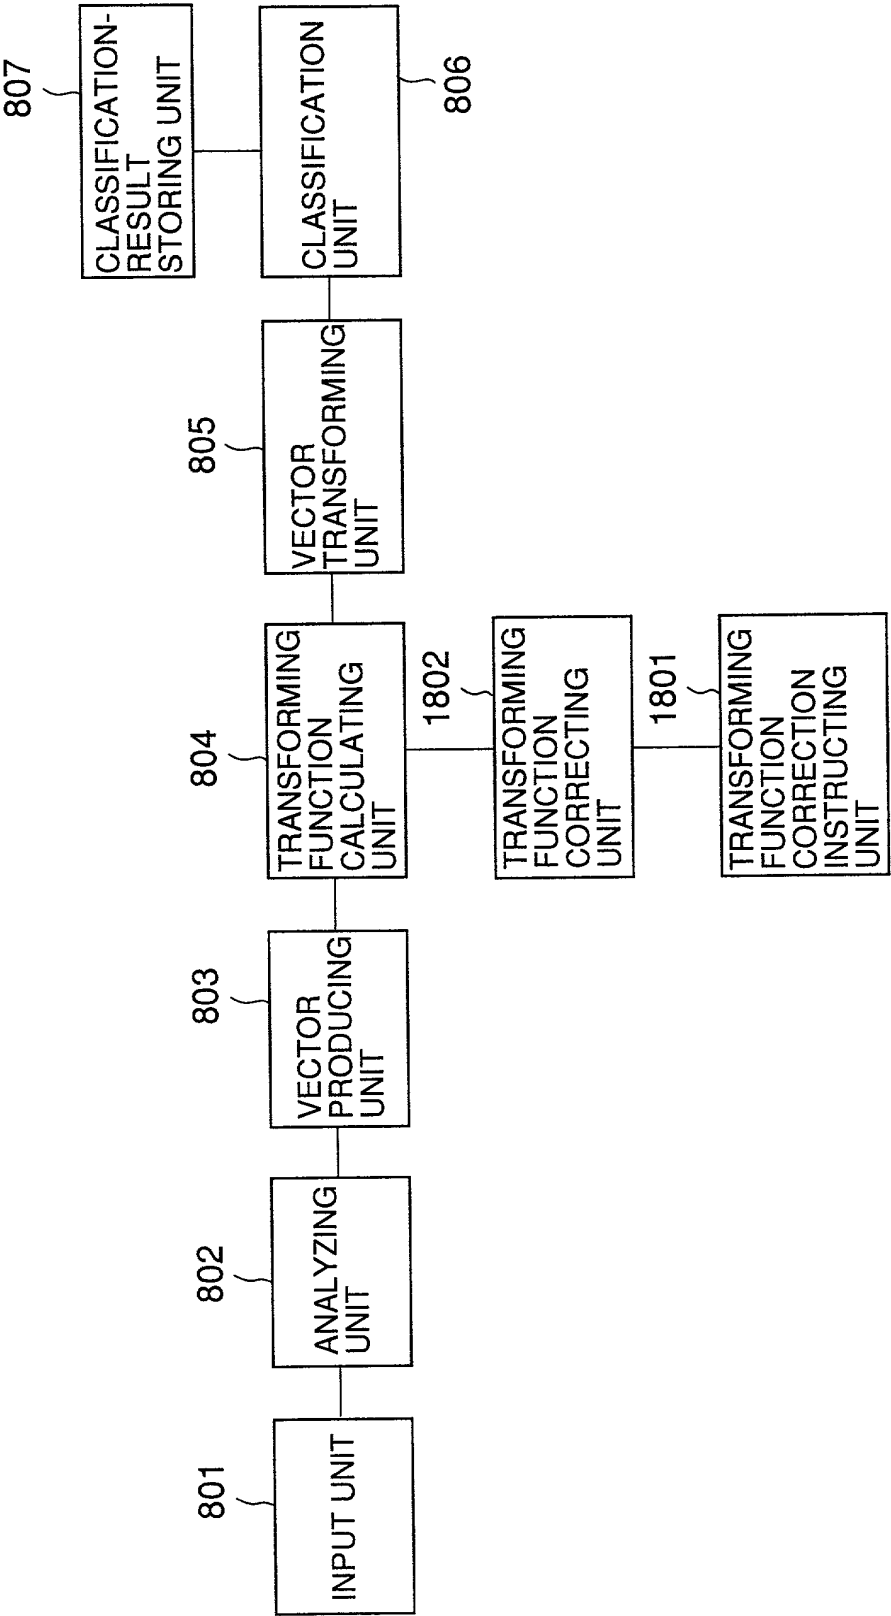 801
INPUT UNIT
802
ANALYZING
UNIT
803
VECTOR
PRODUCING
UNIT
804
TRANSFORMING
FUNCTION
CALCULATING
UNIT
805
VECTOR
TRANSFORMING
UNIT
807
CLASSIFICATION-
RESULT
STORING UNIT
CLASSIFICATION
UNIT
806
1802
TRANSFORMING
FUNCTION
CORRECTING
UNIT
1801
TRANSFORMING
FUNCTION
CORRECTION
INSTRUCTING
UNIT